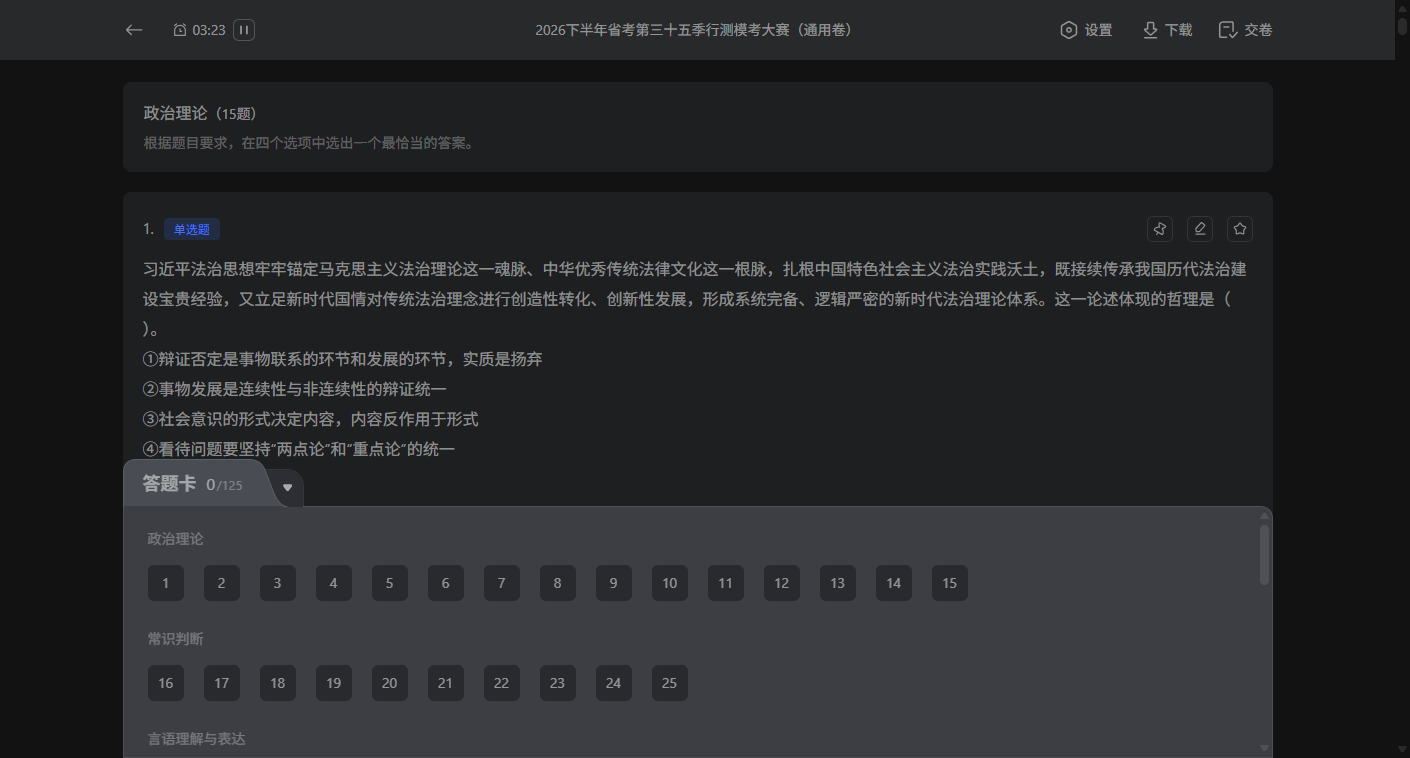 03:23
2026下半年省考第三十五季行测模考大赛（通用卷）
设置
下载
交卷
政治理论（15题）
根据题目要求，在四个选项中选出一个最恰当的答案。
1. 单选题
习近平法治思想牢牢锚定马克思主义法治理论这一魂脉、中华优秀传统法律文化这一根脉，扎根中国特色社会主义法治实践沃土，既接续传承我国历代法治建
设宝贵经验，又立足新时代国情对传统法治理念进行创造性转化、创新性发展，形成系统完备、逻辑严密的新时代法治理论体系。这一论述体现的哲理是（
）。
①辩证否定是事物联系的环节和发展的环节，实质是扬弃
②事物发展是连续性与非连续性的辩证统一
③社会意识的形式决定内容，内容反作用于形式
④看待问题要坚持“两点论”和“重点论”的统一
答题卡 0/125
政治理论
1 2 3 4 5 6 7 8 9 10 11 12 13 14 15
常识判断
16 17 18 19 20 21 22 23 24 25
言语理解与表达